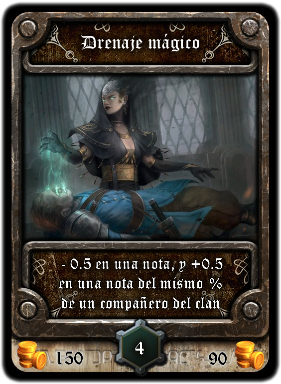 Drenaje mágico
- 0.5 en una nota, y +0.5
en una nota del mismo %
de un compañero del clan
150 4 90